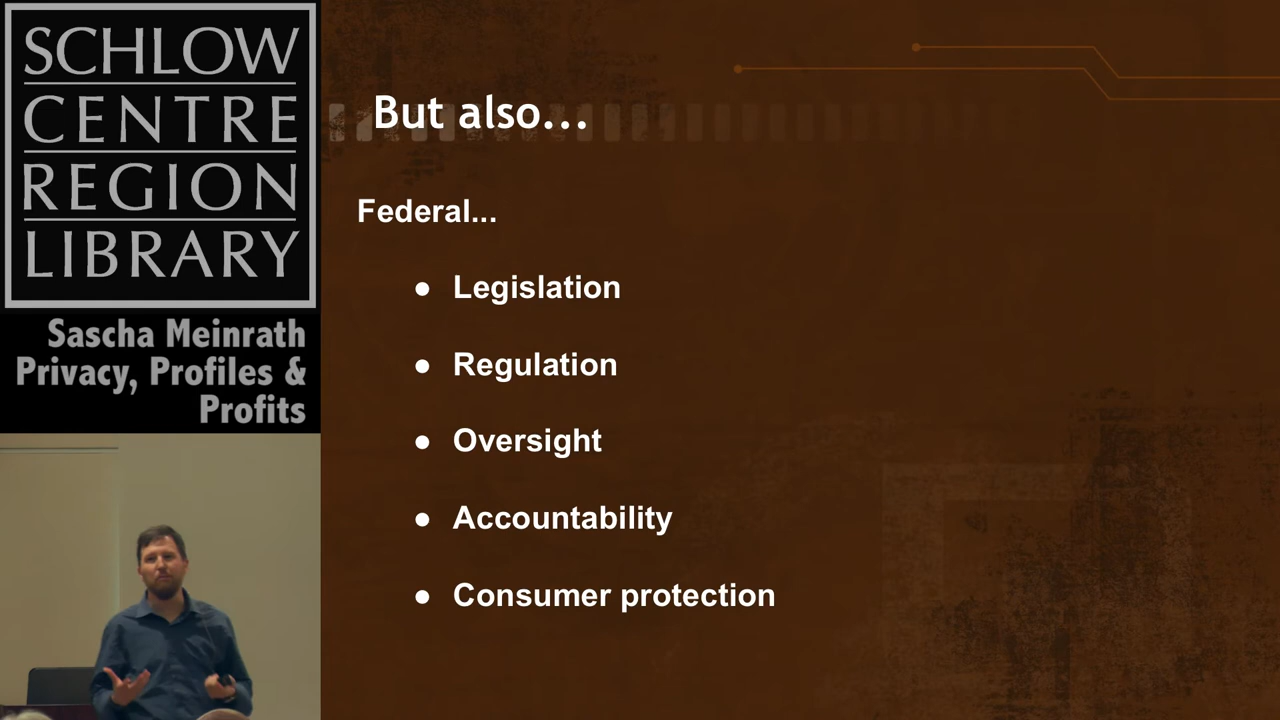 SCHLOW
CENTRE
REGION
LIBRARY
Sascha Meinrath
Privacy, Profiles &
Profits
But also...
Federal...
● Legislation
● Regulation
● Oversight
● Accountability
● Consumer protection